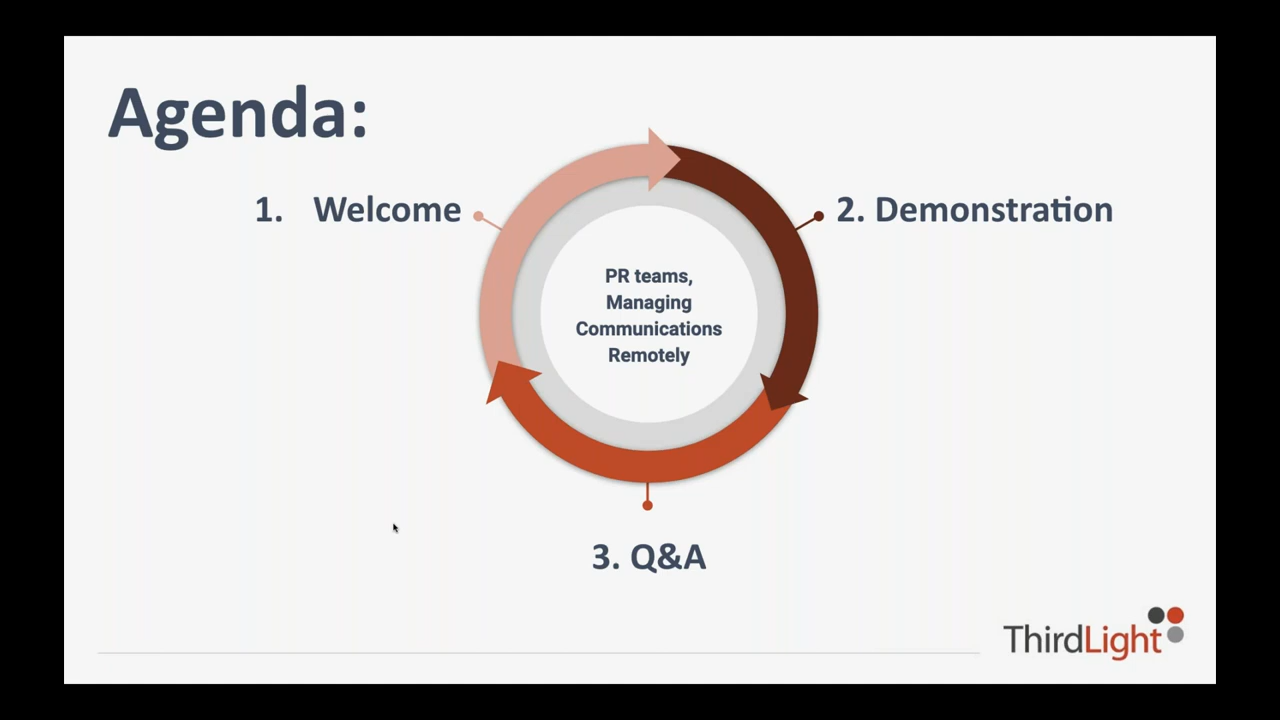 Agenda:
1. Welcome
2. Demonstration
PR teams,
Managing
Communications
Remotely
3. Q&A
ThirdLight